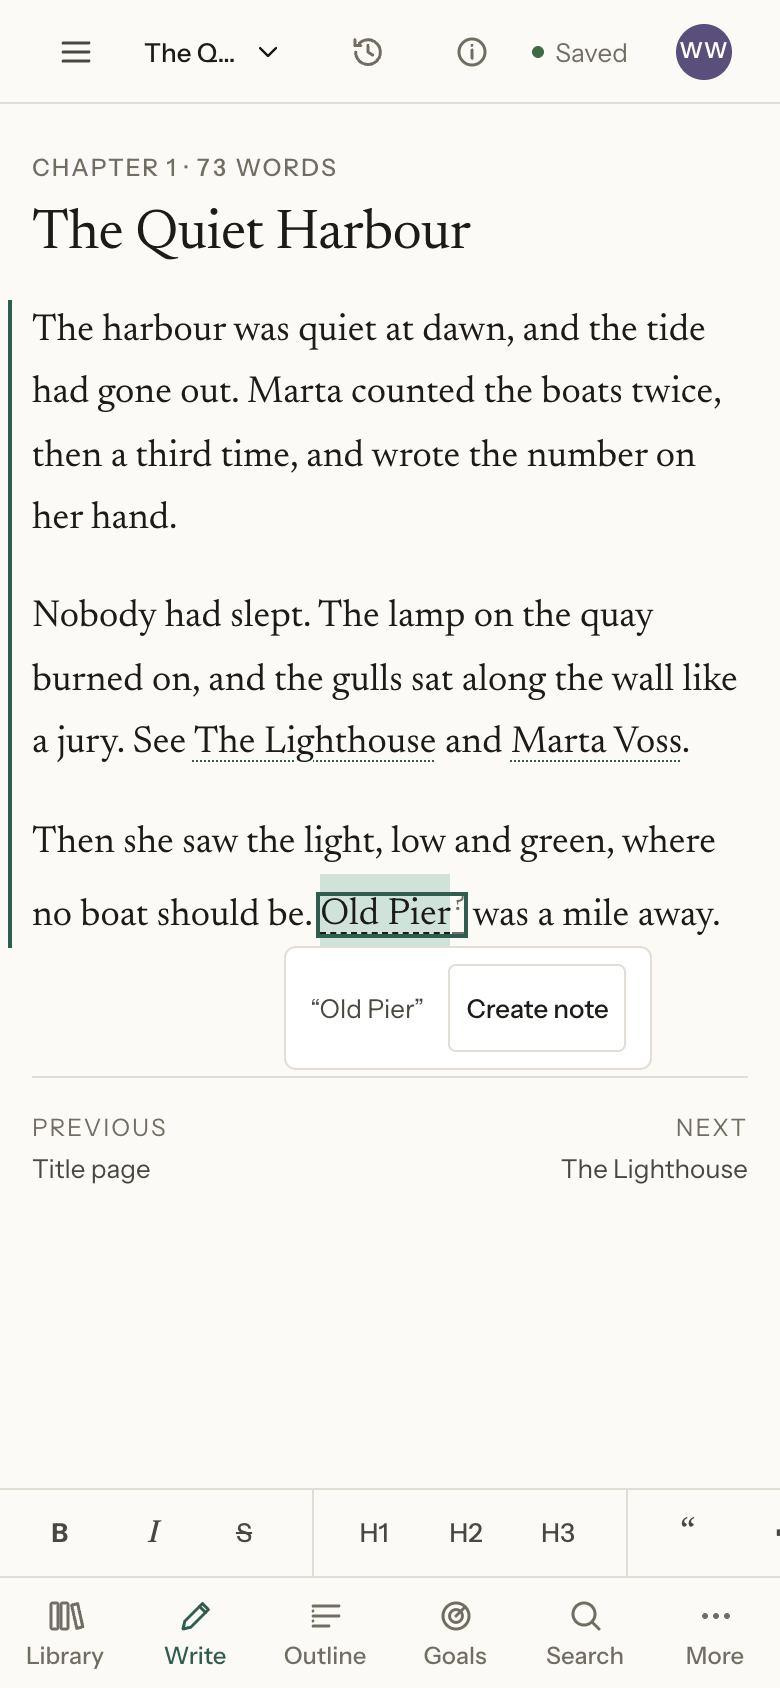 The Q...
Saved
WW
CHAPTER 1 · 73 WORDS
The Quiet Harbour
The harbour was quiet at dawn, and the tide
had gone out. Marta counted the boats twice,
then a third time, and wrote the number on
her hand.
Nobody had slept. The lamp on the quay
burned on, and the gulls sat along the wall like
a jury. See The Lighthouse and Marta Voss.
Then she saw the light, low and green, where
no boat should be. Old Pier? was a mile away.
“Old Pier” Create note
PREVIOUS
Title page
NEXT
The Lighthouse
B I S H1 H2 H3 “
Library Write Outline Goals Search More